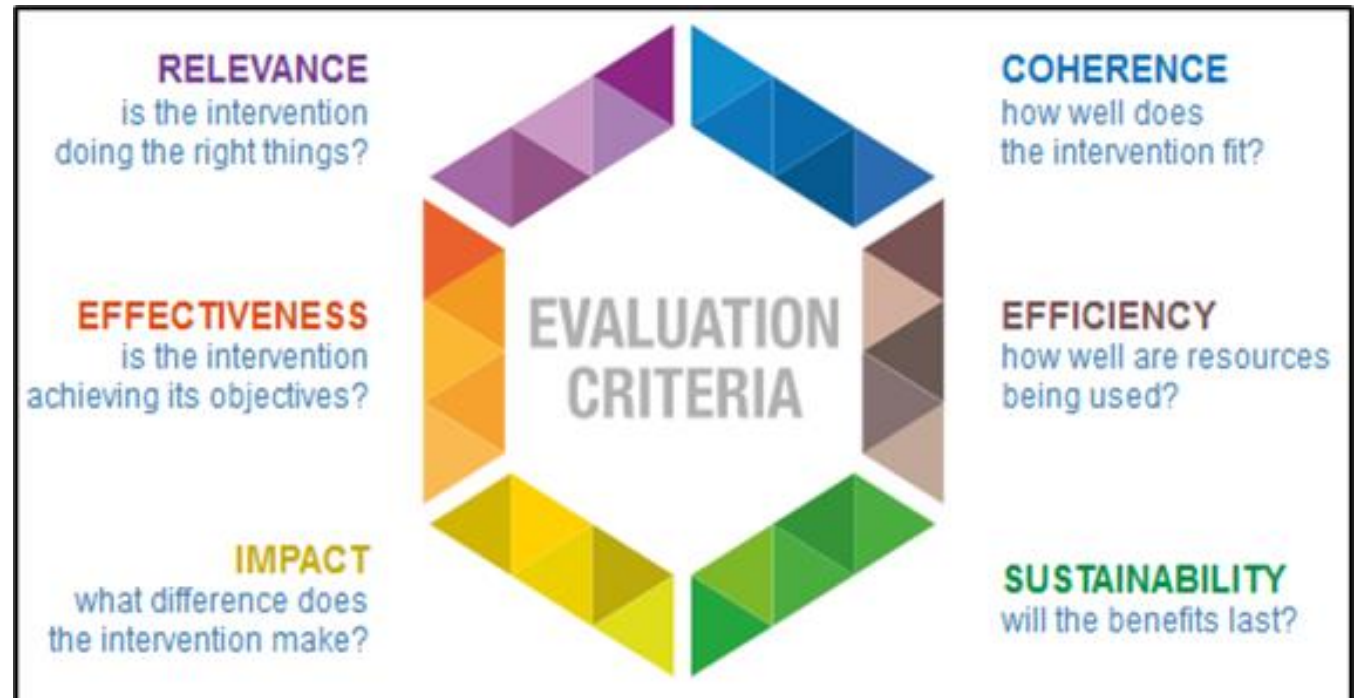 RELEVANCE
is the intervention
doing the right things?
COHERENCE
how well does
the intervention fit?
EFFECTIVENESS
is the intervention
achieving its objectives?
EVALUATION
CRITERIA
EFFICIENCY
how well are resources
being used?
IMPACT
what difference does
the intervention make?
SUSTAINABILITY
will the benefits last?